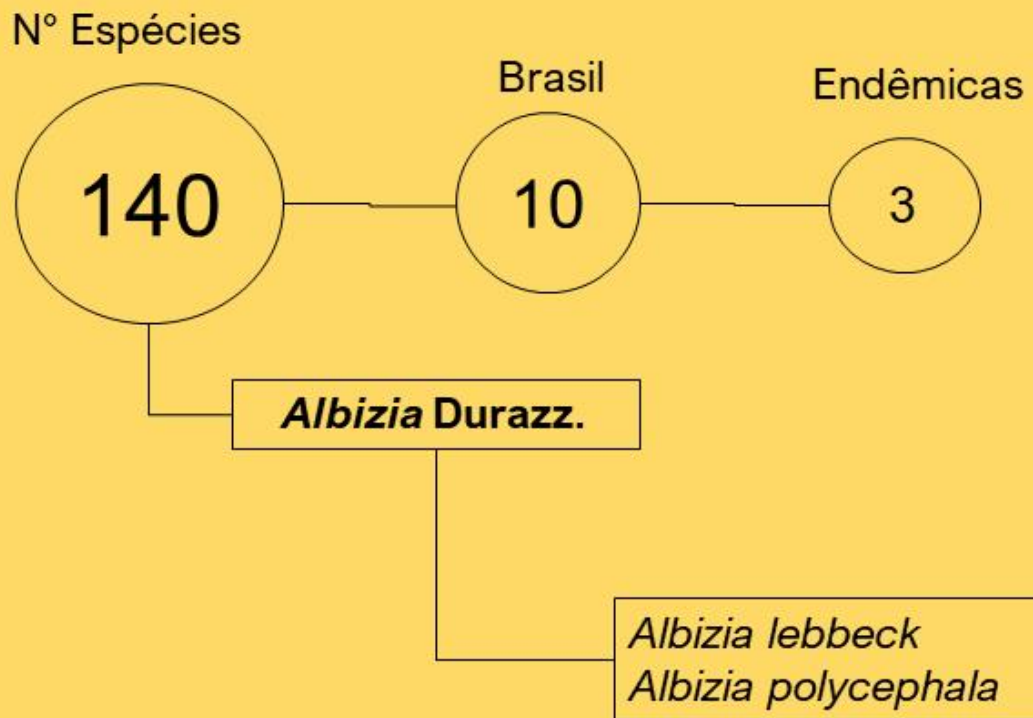 N° Espécies
Brasil
Endêmicas
140
10
3
Albizia Durazz.
Albizia lebbeck
Albizia polycephala